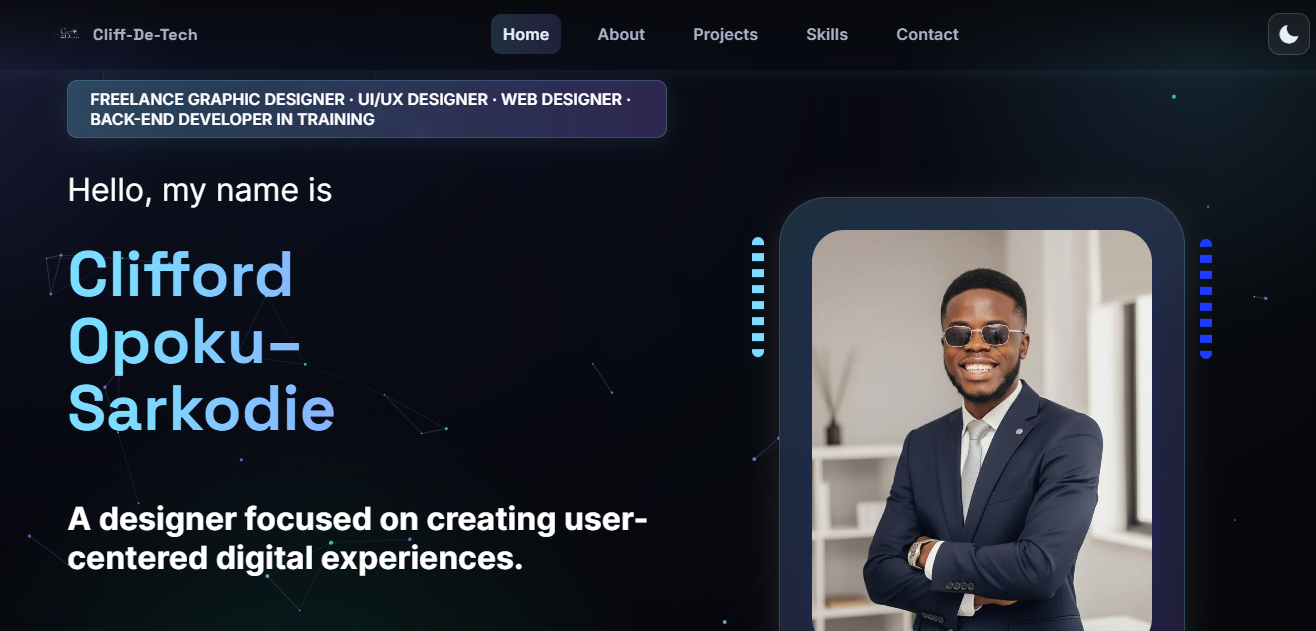 Cliff-De-Tech
Home
About
Projects
Skills
Contact
FREELANCE GRAPHIC DESIGNER · UI/UX DESIGNER · WEB DESIGNER ·
BACK-END DEVELOPER IN TRAINING
Hello, my name is
Clifford
Opoku–
Sarkodie
A designer focused on creating user-
centered digital experiences.